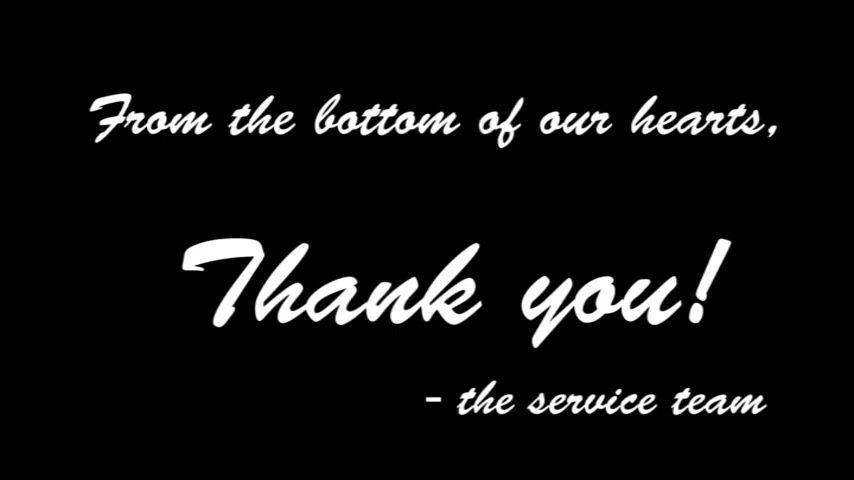 From the bottom of our hearts,
Thank you!
- the service team